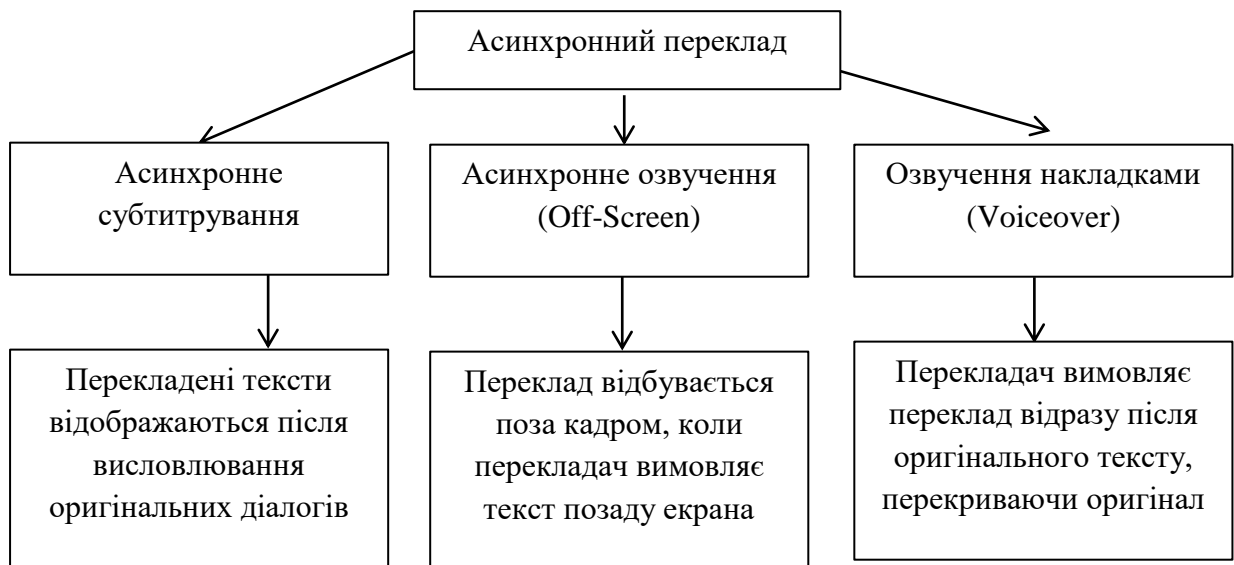 Асинхронний переклад
Асинхронне
субтитрування
Асинхронне озвучення
(Off-Screen)
Озвучення накладками
(Voiceover)
Перекладені тексти
відображаються після
висловлювання
оригінальних діалогів
Переклад відбувається
поза кадром, коли
перекладач вимовляє
текст позаду екрана
Перекладач вимовляє
переклад відразу після
оригінального тексту,
перекриваючи оригінал